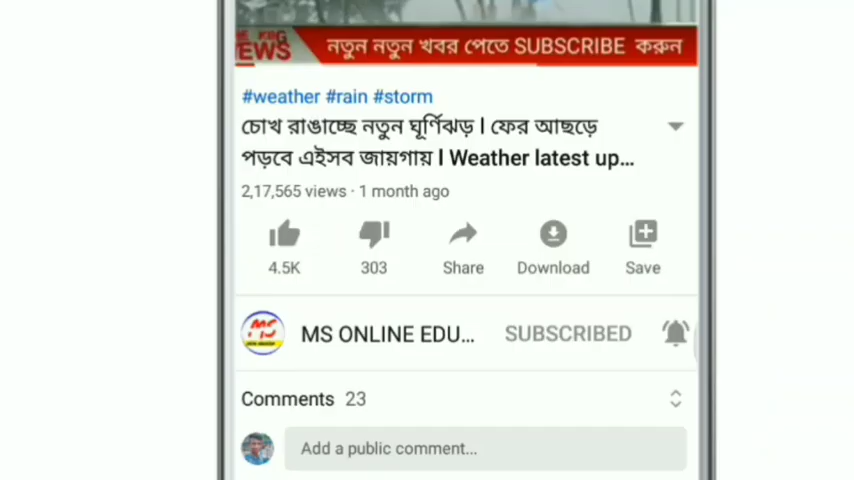 NEWS
নতুন নতুন খবর পেতে SUBSCRIBE করুন
#weather #rain #storm
চোখ রাঙাচ্ছে নতুন ঘূর্ণিঝড় l ফের আছড়ে
পড়বে এইসব জায়গায় l Weather latest up...
2,17,565 views · 1 month ago
4.5K 303 Share Download Save
MS ONLINE EDU... SUBSCRIBED
Comments 23
Add a public comment...